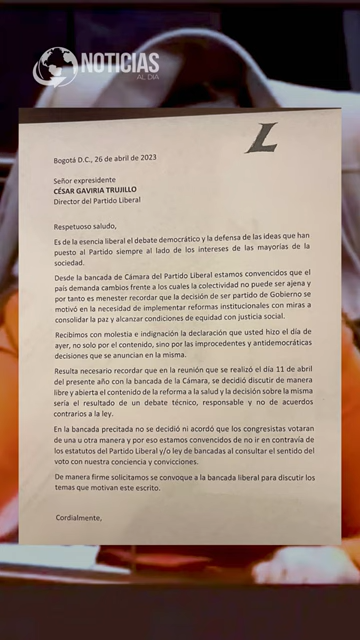 NOTICIAS
AL DIA
L
Bogotá D.C., 26 de abril de 2023
Señor expresidente
CÉSAR GAVIRIA TRUJILLO
Director del Partido Liberal
Respetuoso saludo,
Es de la esencia liberal el debate democrático y la defensa de las ideas que han
puesto al Partido siempre al lado de los intereses de las mayorías de la
sociedad.
Desde la bancada de Cámara del Partido Liberal estamos convencidos que el
país demanda cambios frente a los cuales la colectividad no puede ser ajena y
por tanto es menester recordar que la decisión de ser partido de Gobierno se
motivó en la necesidad de implementar reformas institucionales con miras a
consolidar la paz y alcanzar condiciones de equidad con justicia social.
Recibimos con molestia e indignación la declaración que usted hizo el día de
ayer, no solo por el contenido, sino por las improcedentes y antidemocráticas
decisiones que se anuncian en la misma.
Resulta necesario recordar que en la reunión que se realizó el día 11 de abril
del presente año con la bancada de la Cámara, se decidió discutir de manera
libre y abierta el contenido de la reforma a la salud y la decisión sobre la misma
sería el resultado de un debate técnico, responsable y no de acuerdos
contrarios a la ley.
En la bancada precitada no se decidió ni acordó que los congresistas votaran
de una u otra manera y por eso estamos convencidos de no ir en contravía de
los estatutos del Partido Liberal y/o ley de bancadas al consultar el sentido del
voto con nuestra conciencia y convicciones.
De manera firme solicitamos se convoque a la bancada liberal para discutir los
temas que motivan este escrito.
Cordialmente,